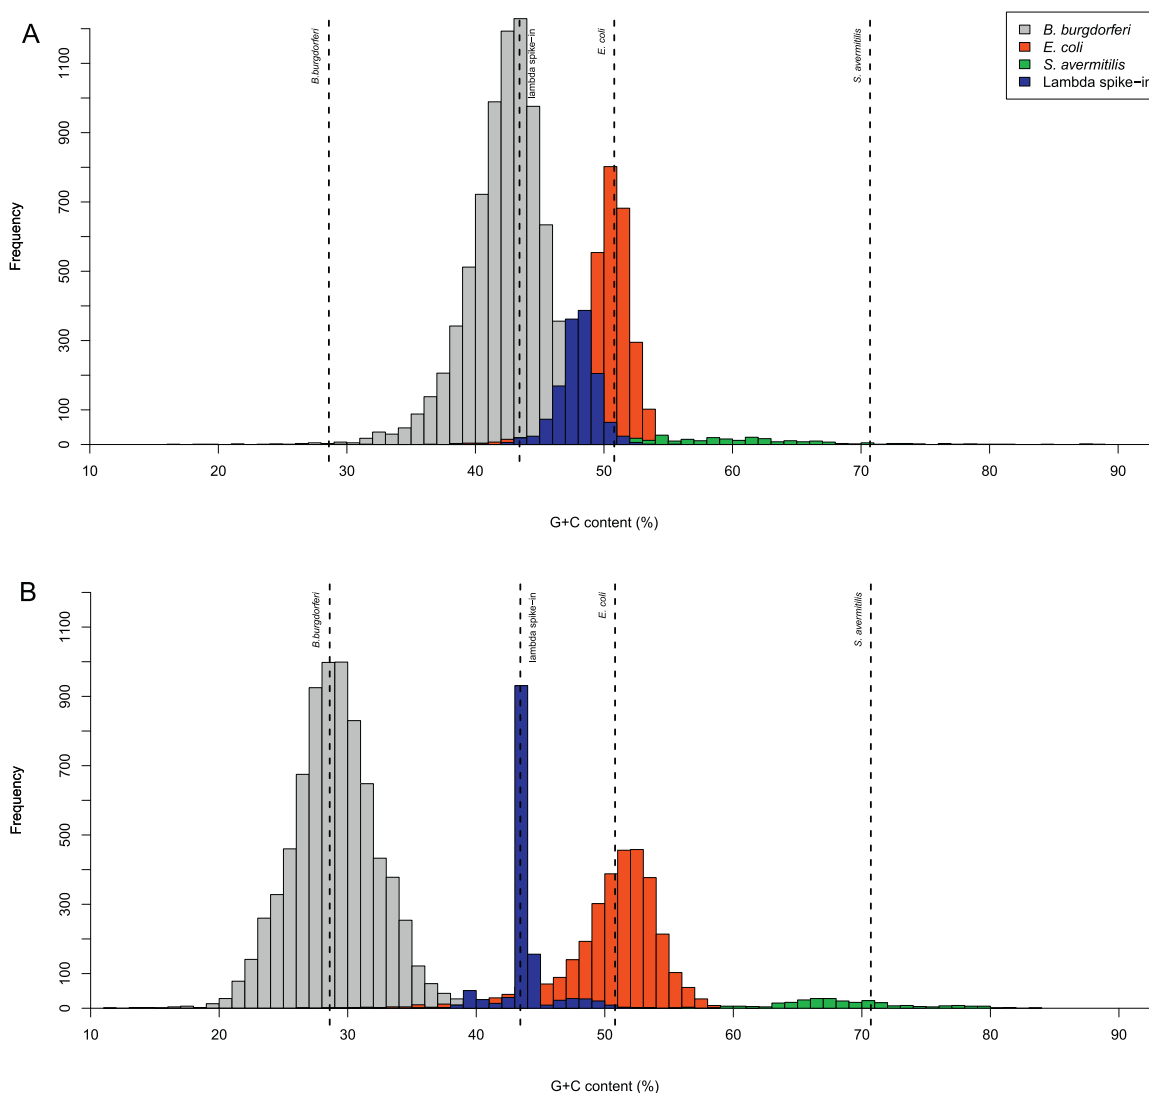 A
B. burgdorferi
E. coli
S. avermitilis
Lambda spike−in
B.burgdorferi
lambda spike−in
E. coli
S. avermitilis
Frequency
1100
900
700
500
300
100
0
10 20 30 40 50 60 70 80 90
G+C content (%)
B
B.burgdorferi
lambda spike−in
E. coli
S. avermitilis
Frequency
1100
900
700
500
300
100
0
10 20 30 40 50 60 70 80 90
G+C content (%)